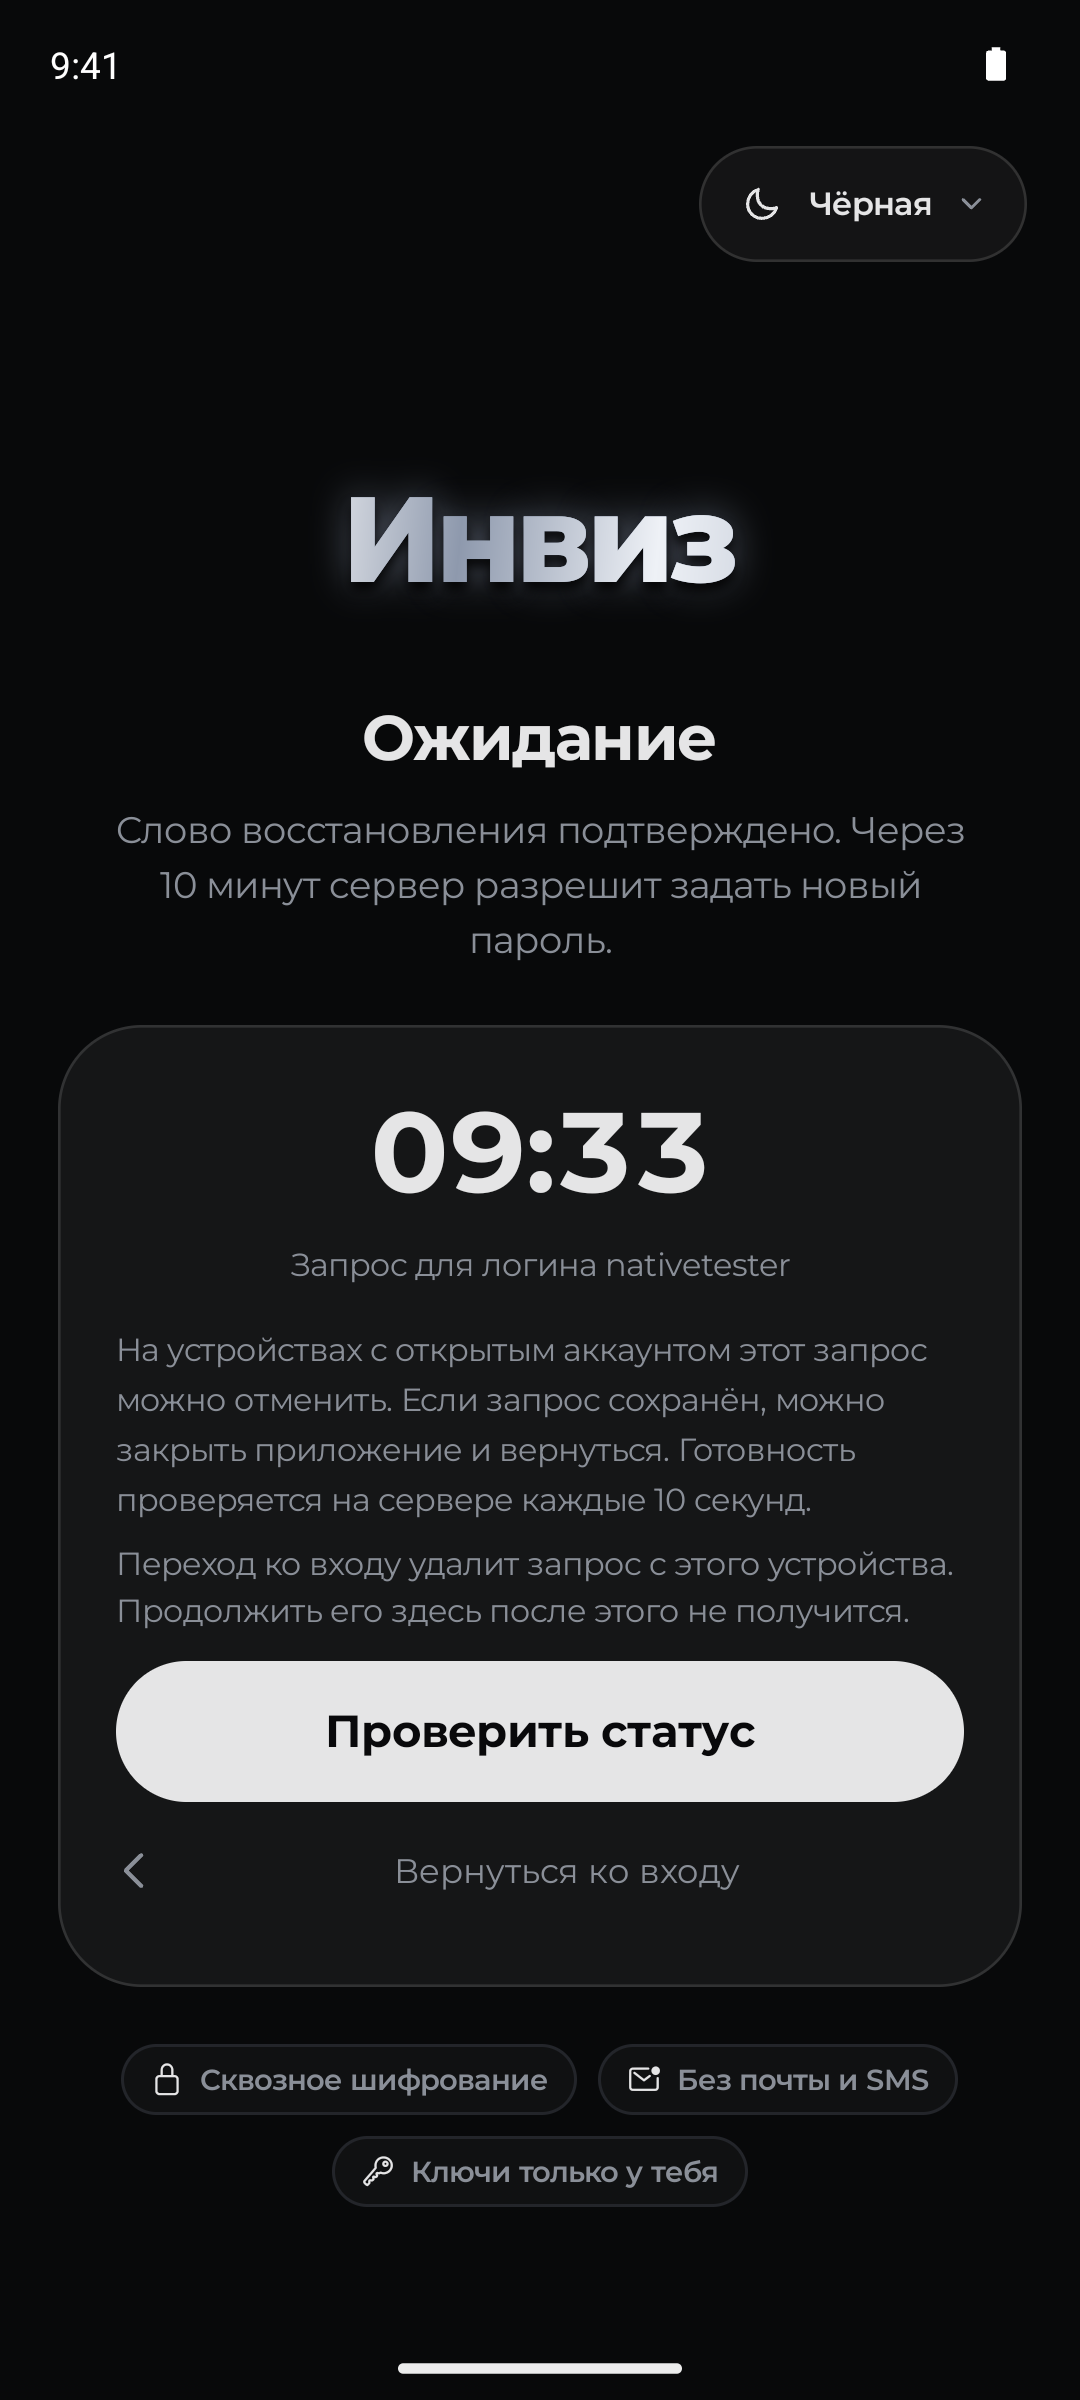 9:41
Чёрная
Инвиз
Ожидание
Слово восстановления подтверждено. Через
10 минут сервер разрешит задать новый
пароль.
09:33
Запрос для логина nativetester
На устройствах с открытым аккаунтом этот запрос
можно отменить. Если запрос сохранён, можно
закрыть приложение и вернуться. Готовность
проверяется на сервере каждые 10 секунд.
Переход ко входу удалит запрос с этого устройства.
Продолжить его здесь после этого не получится.
Проверить статус
Вернуться ко входу
Сквозное шифрование
Без почты и SMS
Ключи только у тебя